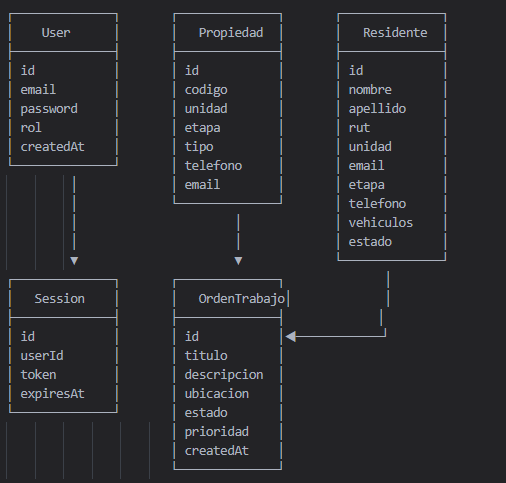 User
id
email
password
rol
createdAt
Propiedad
id
codigo
unidad
etapa
tipo
telefono
email
Residente
id
nombre
apellido
rut
unidad
email
etapa
telefono
vehiculos
estado
Session
id
userId
token
expiresAt
OrdenTrabajo
id
titulo
descripcion
ubicacion
estado
prioridad
createdAt